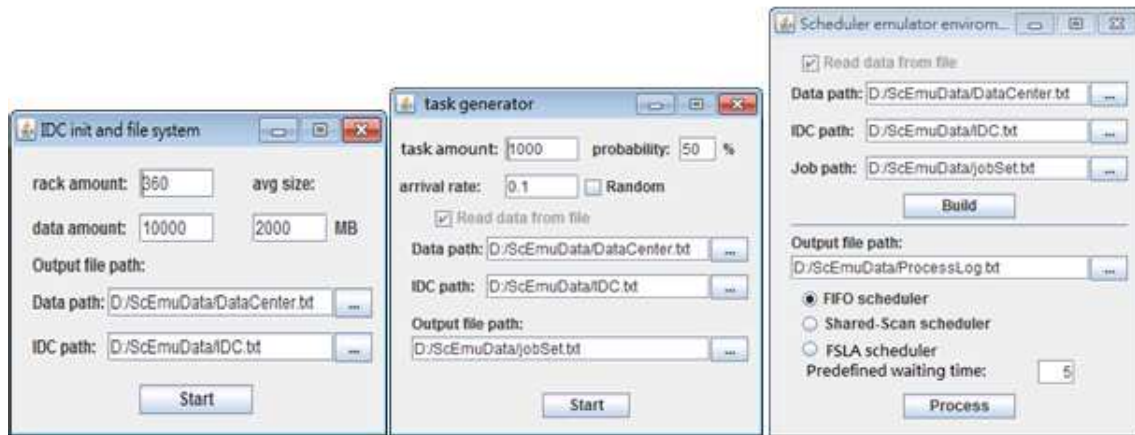 IDC init and file system
rack amount: 360 avg size:
data amount: 10000 2000 MB
Output file path:
Data path: D:/ScEmuData/DataCenter.txt ...
IDC path: D:/ScEmuData/IDC.txt ...
Start
task generator
task amount: 1000 probability: 50 %
arrival rate: 0.1 Random
Read data from file
Data path: D:/ScEmuData/DataCenter.txt ...
IDC path: D:/ScEmuData/IDC.txt ...
Output file path:
D:/ScEmuData/jobSet.txt ...
Start
Scheduler emulator envirom...
Read data from file
Data path: D:/ScEmuData/DataCenter.txt ...
IDC path: D:/ScEmuData/IDC.txt ...
Job path: D:/ScEmuData/jobSet.txt ...
Build
Output file path:
D:/ScEmuData/ProcessLog.txt ...
FIFO scheduler
Shared-Scan scheduler
FSLA scheduler
Predefined waiting time: 5
Process